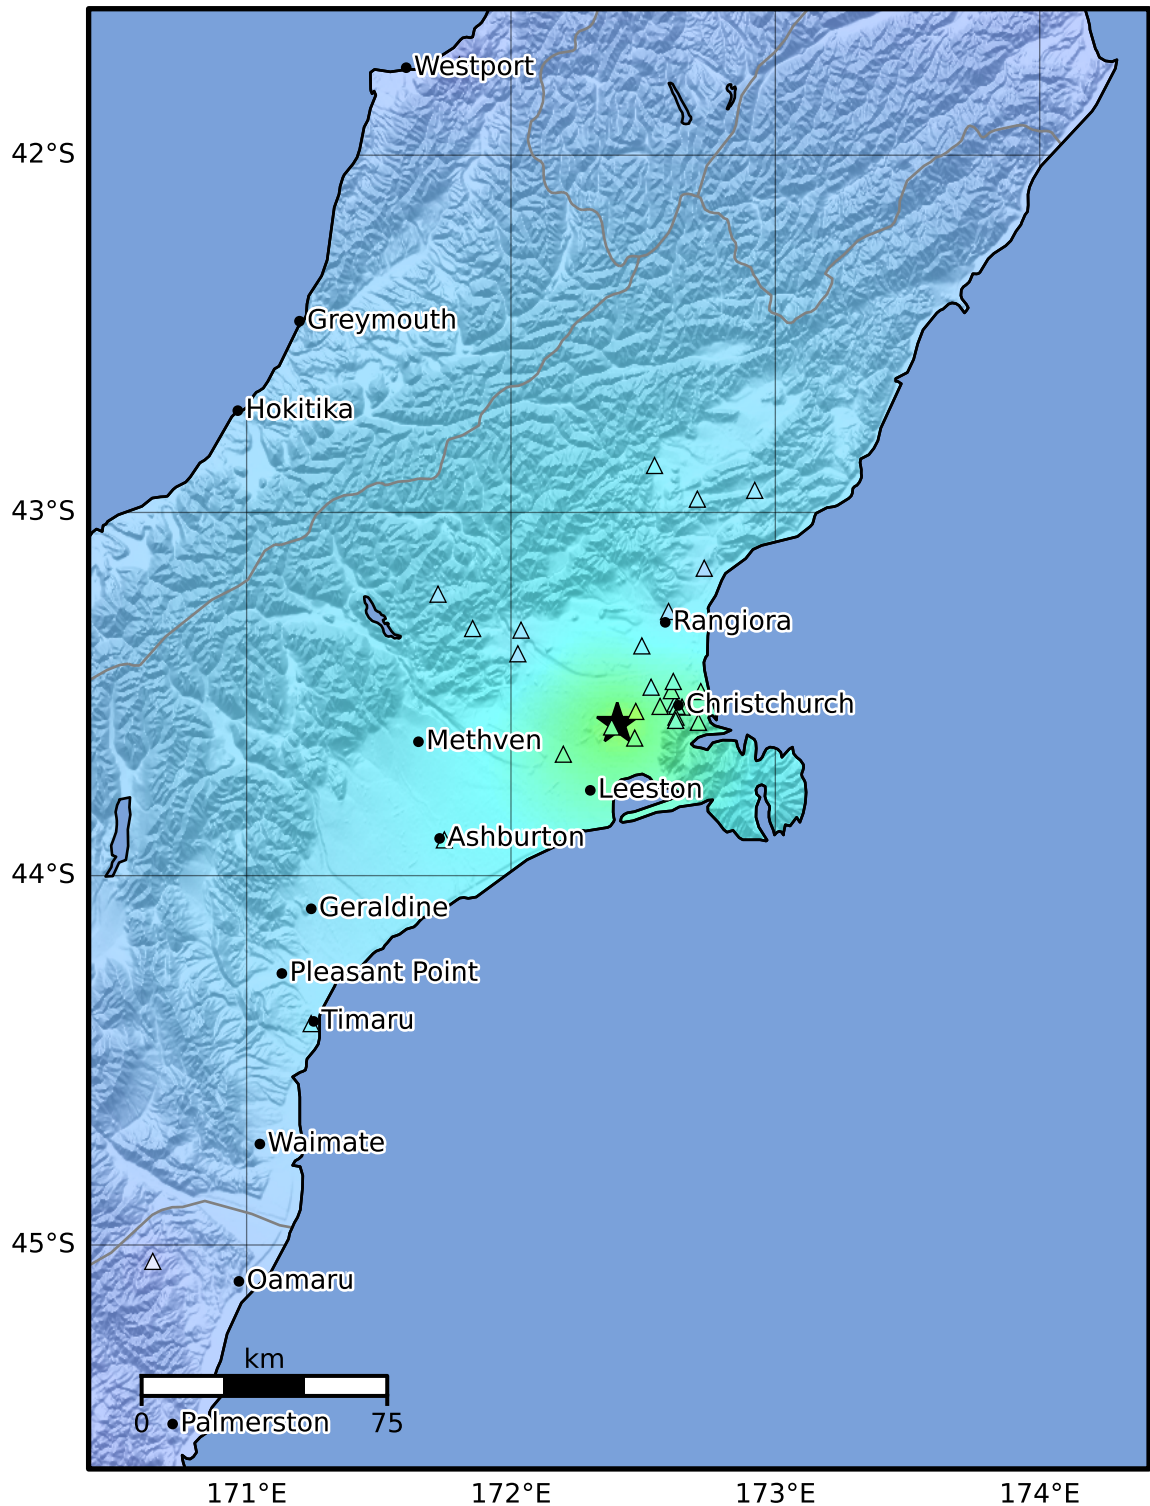 Westport
42°S
Greymouth
Hokitika
43°S
Rangiora
Christchurch
Methven
Leeston
Ashburton
44°S
Geraldine
Pleasant Point
Timaru
Waimate
45°S
Oamaru
km
0 75
Palmerston
171°E 172°E 173°E 174°E